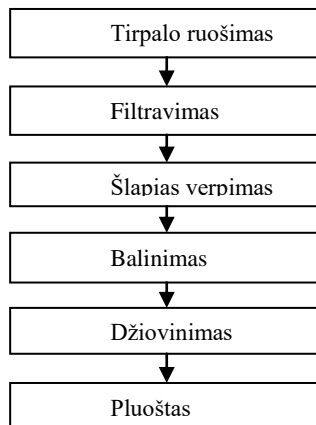 Tirpalo ruošimas
Filtravimas
Šlapias verpimas
Balinimas
Džiovinimas
Pluoštas